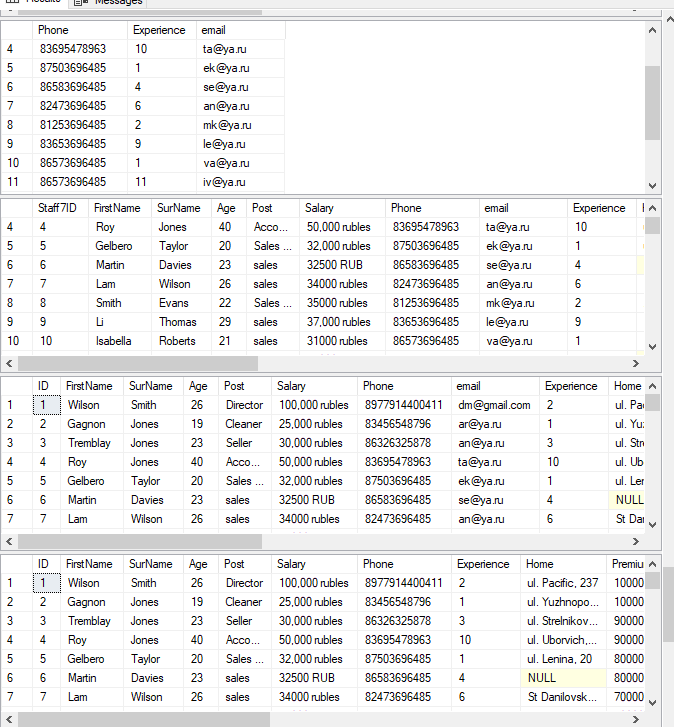 Results Messages
Phone Experience email
4 83695478963 10 ta@ya.ru
5 87503696485 1 ek@ya.ru
6 86583696485 4 se@ya.ru
7 82473696485 6 an@ya.ru
8 81253696485 2 mk@ya.ru
9 83653696485 9 le@ya.ru
10 86573696485 1 va@ya.ru
11 86573696485 11 iv@ya.ru
Staff7ID FirstName SurName Age Post Salary Phone email Experience
4 4 Roy Jones 40 Acco... 50,000 rubles 83695478963 ta@ya.ru 10
5 5 Gelbero Taylor 20 Sales ... 32,000 rubles 87503696485 ek@ya.ru 1
6 6 Martin Davies 23 sales 32500 RUB 86583696485 se@ya.ru 4
7 7 Lam Wilson 26 sales 34000 rubles 82473696485 an@ya.ru 6
8 8 Smith Evans 22 Sales ... 35000 rubles 81253696485 mk@ya.ru 2
9 9 Li Thomas 29 sales 37,000 rubles 83653696485 le@ya.ru 9
10 10 Isabella Roberts 21 sales 31000 rubles 86573696485 va@ya.ru 1
ID FirstName SurName Age Post Salary Phone email Experience Home
1 1 Wilson Smith 26 Director 100,000 rubles 8977914400411 dm@gmail.com 2 ul. Pac
2 2 Gagnon Jones 19 Cleaner 25,000 rubles 83456548796 ar@ya.ru 1 ul. Yuz
3 3 Tremblay Jones 23 Seller 30,000 rubles 86326325878 an@ya.ru 3 ul. Stre
4 4 Roy Jones 40 Acco... 50,000 rubles 83695478963 ta@ya.ru 10 ul. Ubo
5 5 Gelbero Taylor 20 Sales ... 32,000 rubles 87503696485 ek@ya.ru 1 ul. Len
6 6 Martin Davies 23 sales 32500 RUB 86583696485 se@ya.ru 4 NULL
7 7 Lam Wilson 26 sales 34000 rubles 82473696485 an@ya.ru 6 St Dan
ID FirstName SurName Age Post Salary Phone Experience Home Premiu
1 1 Wilson Smith 26 Director 100,000 rubles 8977914400411 2 ul. Pacific, 237 10000
2 2 Gagnon Jones 19 Cleaner 25,000 rubles 83456548796 1 ul. Yuzhnopo... 10000
3 3 Tremblay Jones 23 Seller 30,000 rubles 86326325878 3 ul. Strelnikov... 90000
4 4 Roy Jones 40 Acco... 50,000 rubles 83695478963 10 ul. Uborvich,... 90000
5 5 Gelbero Taylor 20 Sales ... 32,000 rubles 87503696485 1 ul. Lenina, 20 80000
6 6 Martin Davies 23 sales 32500 RUB 86583696485 4 NULL 80000
7 7 Lam Wilson 26 sales 34000 rubles 82473696485 6 St Danilovsk... 70000